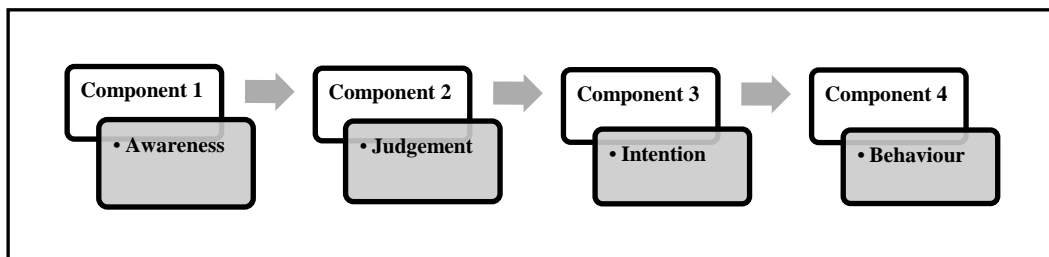 Component 1
• Awareness
Component 2
• Judgement
Component 3
• Intention
Component 4
• Behaviour